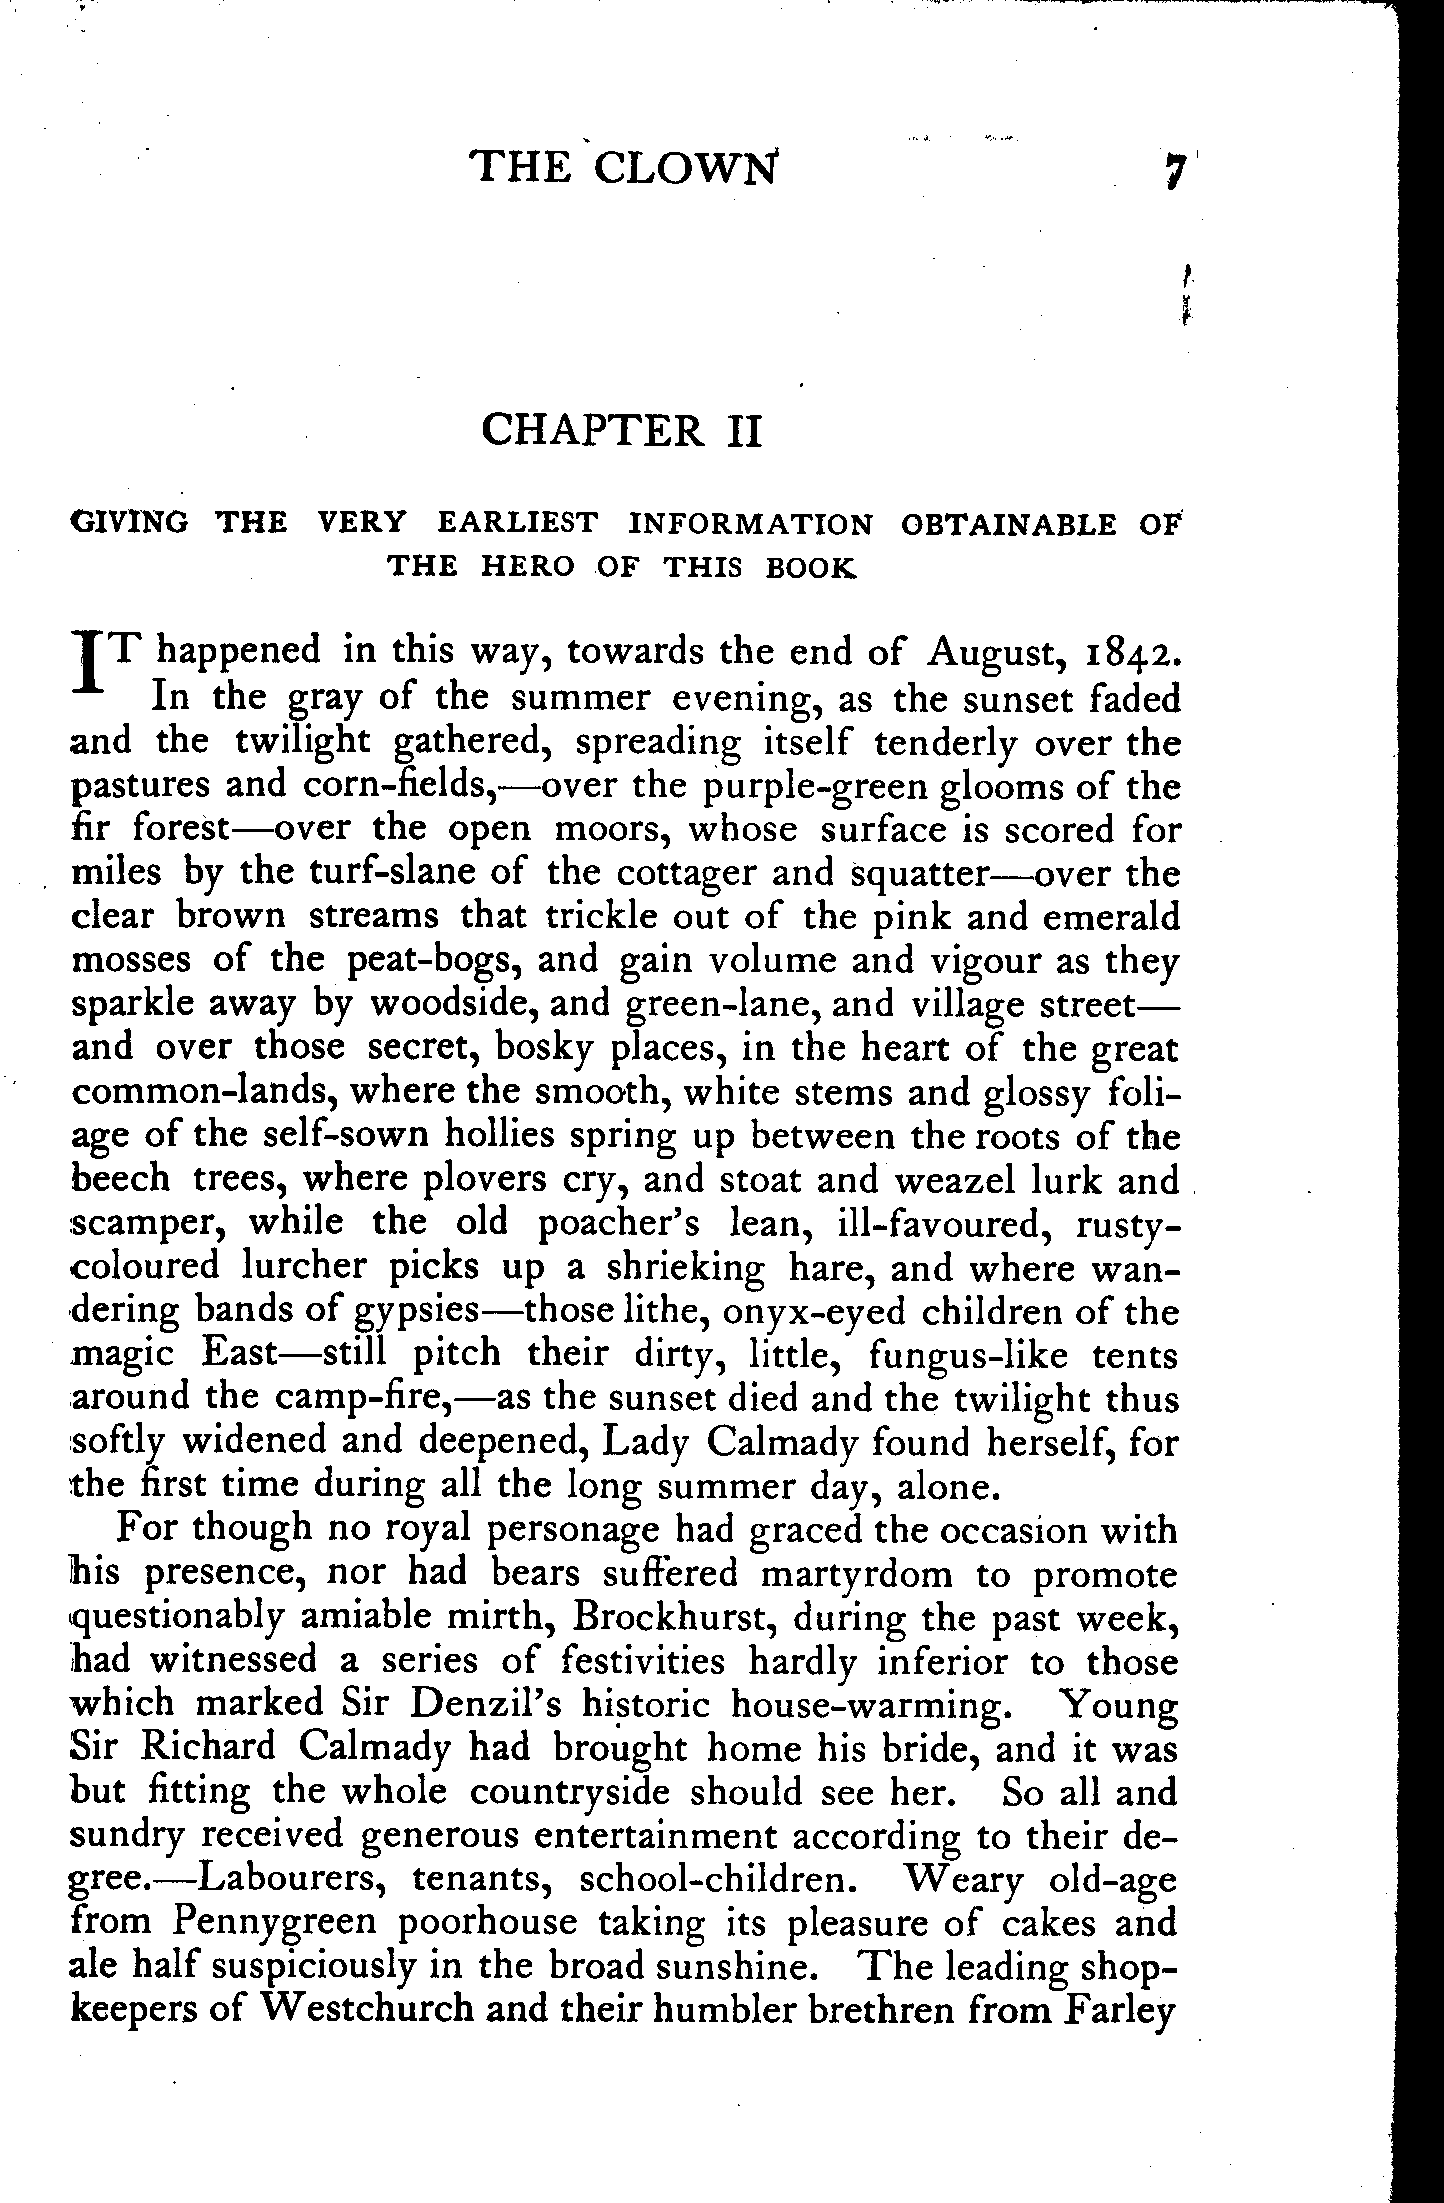 THE CLOWN 7
CHAPTER II
GIVING THE VERY EARLIEST INFORMATION OBTAINABLE OF
THE HERO OF THIS BOOK
IT happened in this way, towards the end of August, 1842.
In the gray of the summer evening, as the sunset faded
and the twilight gathered, spreading itself tenderly over the
pastures and corn-fields,—over the purple-green glooms of the
fir forest—over the open moors, whose surface is scored for
miles by the turf-slane of the cottager and squatter—over the
clear brown streams that trickle out of the pink and emerald
mosses of the peat-bogs, and gain volume and vigour as they
sparkle away by woodside, and green-lane, and village street—
and over those secret, bosky places, in the heart of the great
common-lands, where the smooth, white stems and glossy foli-
age of the self-sown hollies spring up between the roots of the
beech trees, where plovers cry, and stoat and weazel lurk and
scamper, while the old poacher's lean, ill-favoured, rusty-
coloured lurcher picks up a shrieking hare, and where wan-
dering bands of gypsies—those lithe, onyx-eyed children of the
magic East—still pitch their dirty, little, fungus-like tents
around the camp-fire,—as the sunset died and the twilight thus
softly widened and deepened, Lady Calmady found herself, for
the first time during all the long summer day, alone.
For though no royal personage had graced the occasion with
his presence, nor had bears suffered martyrdom to promote
questionably amiable mirth, Brockhurst, during the past week,
had witnessed a series of festivities hardly inferior to those
which marked Sir Denzil's historic house-warming. Young
Sir Richard Calmady had brought home his bride, and it was
but fitting the whole countryside should see her. So all and
sundry received generous entertainment according to their de-
gree.—Labourers, tenants, school-children. Weary old-age
from Pennygreen poorhouse taking its pleasure of cakes and
ale half suspiciously in the broad sunshine. The leading shop-
keepers of Westchurch and their humbler brethren from Farley